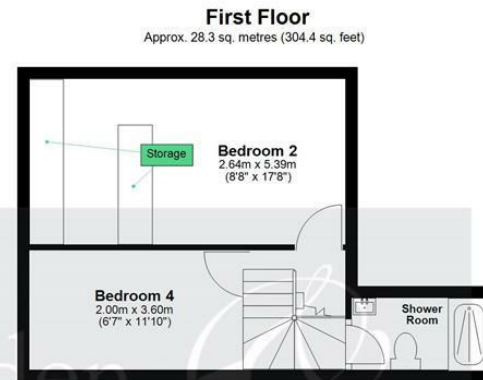 First Floor
Approx. 28.3 sq. metres (304.4 sq. feet)
Storage
Bedroom 2
2.64m x 5.39m
(8'8" x 17'8")
Bedroom 4
2.00m x 3.60m
(6'7" x 11'10")
Shower
Room